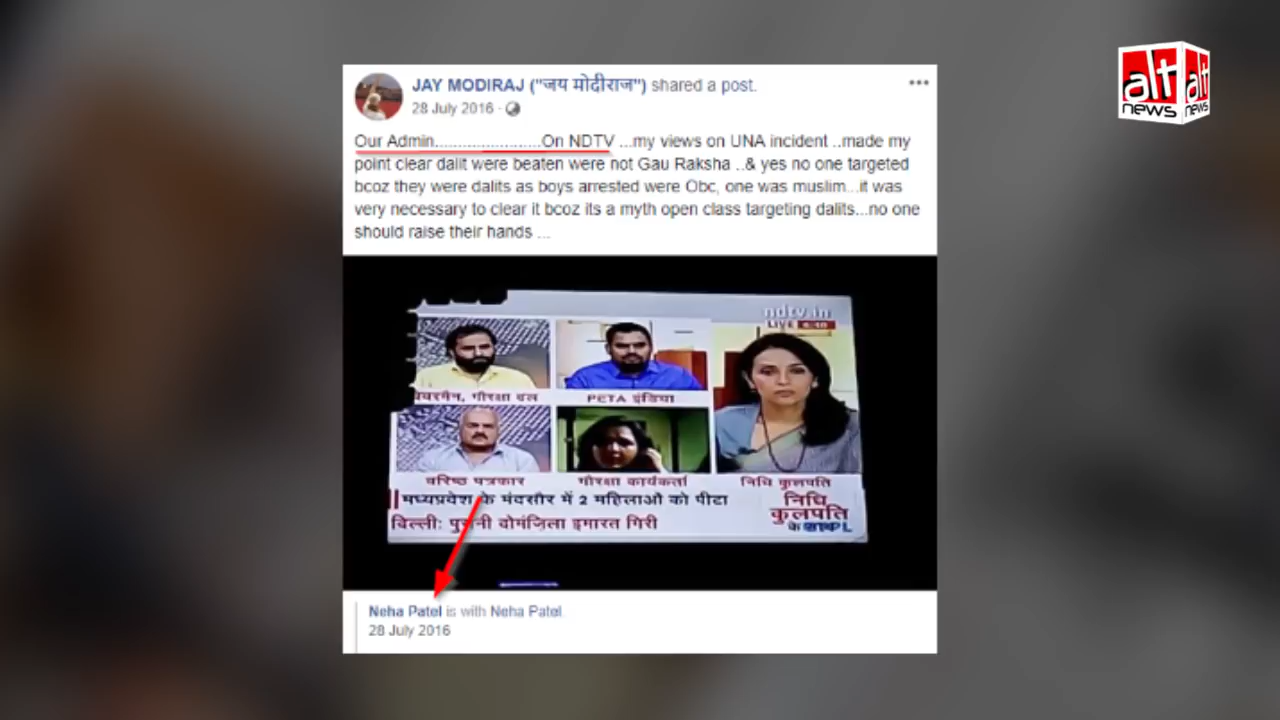 JAY MODIRAJ ("जय मोदीराज") shared a post.
28 July 2016
Our Admin........................On NDTV ...my views on UNA incident ..made my
point clear dalit were beaten were not Gau Raksha ..& yes no one targeted
bcoz they were dalits as boys arrested were Obc, one was muslim...it was
very necessary to clear it bcoz its a myth open class targeting dalits...no one
should raise their hands ...
alt
news
alt
news
ndtv.in
LIVE 6:40
गौरक्षा दल
PETA इंडिया
वरिष्ठ पत्रकार
गौरक्षा कार्यकर्ता
निधि कुलपति
मध्यप्रदेश के मंदसौर में 2 महिलाओं को पीटा
दिल्ली: पुरानी दोमंज़िला इमारत गिरी
निधि
कुलपति
के
Neha Patel is with Neha Patel
28 July 2016